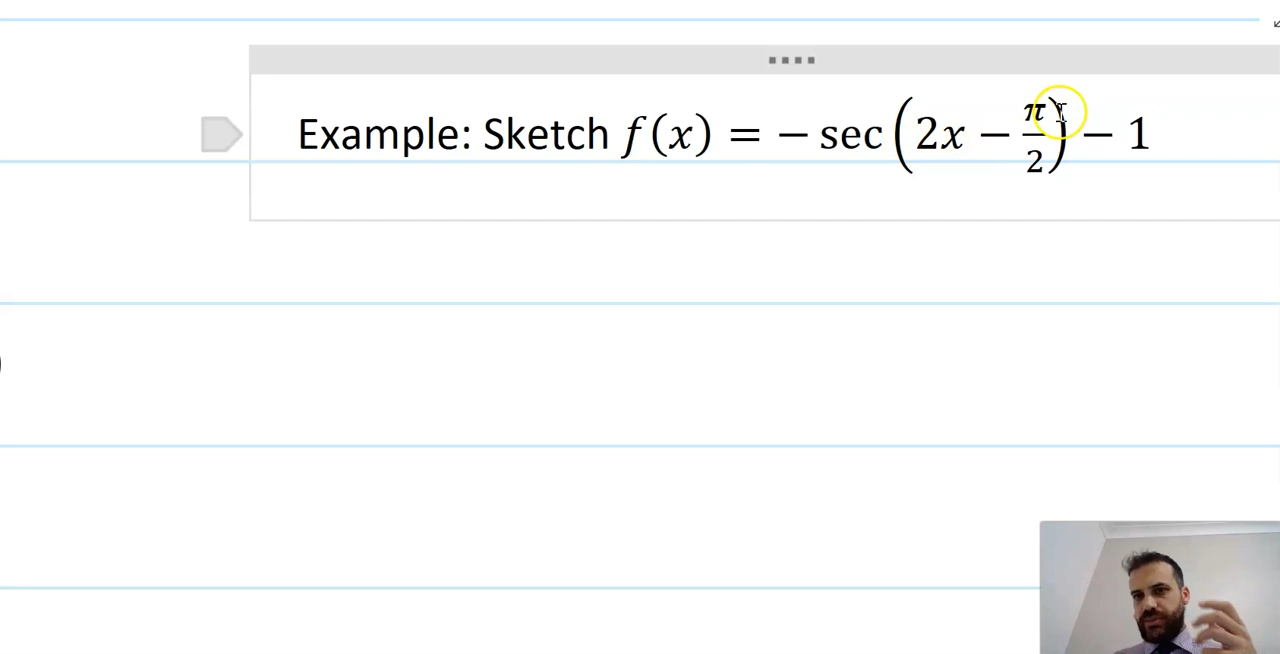 Example: Sketch f(x) = − sec(2x − π/2) − 1